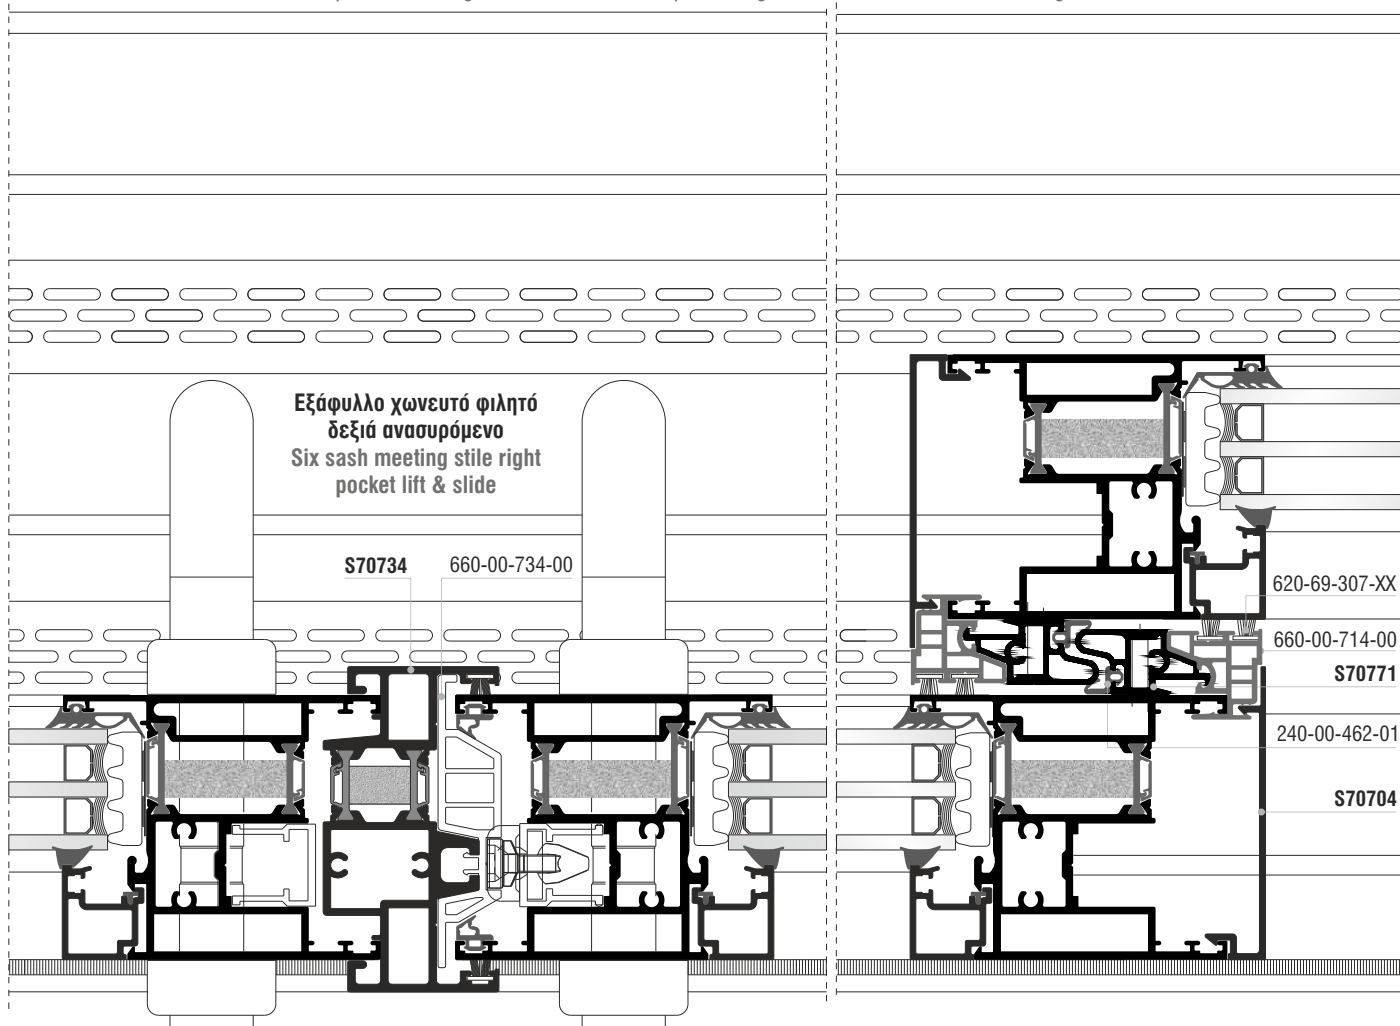 Εξάφυλλο χωνευτό φιλητό
δεξιά ανασυρόμενο
Six sash meeting stile right
pocket lift & slide
S70734
660-00-734-00
620-69-307-XX
660-00-714-00
S70771
240-00-462-01
S70704